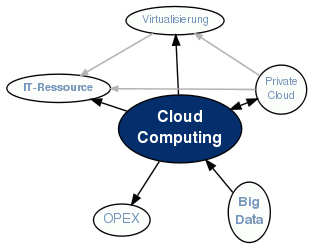 Virtualisierung
IT-Ressource
Private
Cloud
Cloud
Computing
Big
Data
OPEX